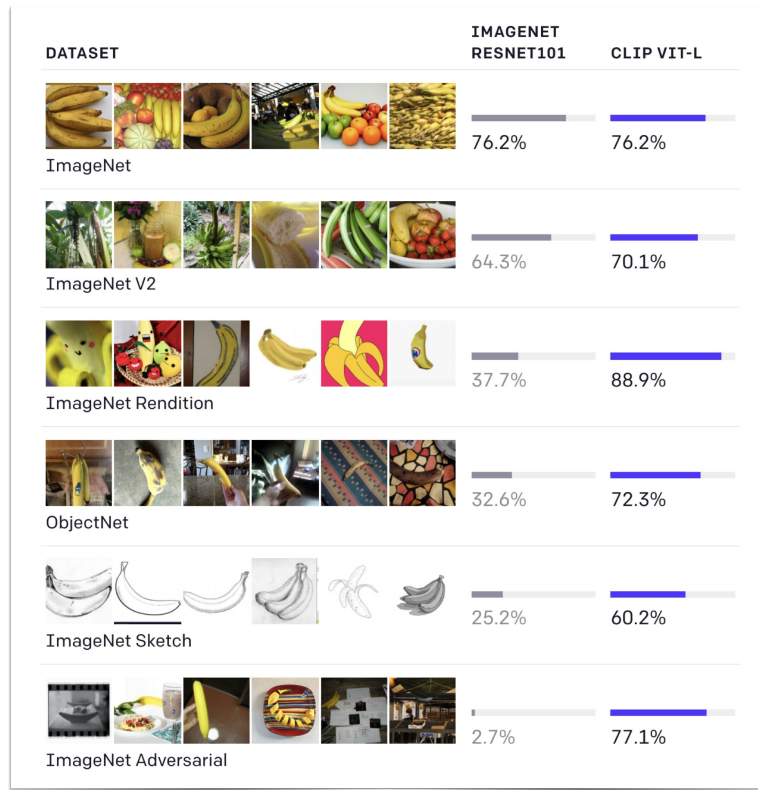 DATASET
IMAGENET
RESNET101
CLIP VIT-L
ImageNet
76.2%
76.2%
ImageNet V2
64.3%
70.1%
ImageNet Rendition
37.7%
88.9%
ObjectNet
32.6%
72.3%
ImageNet Sketch
25.2%
60.2%
ImageNet Adversarial
2.7%
77.1%